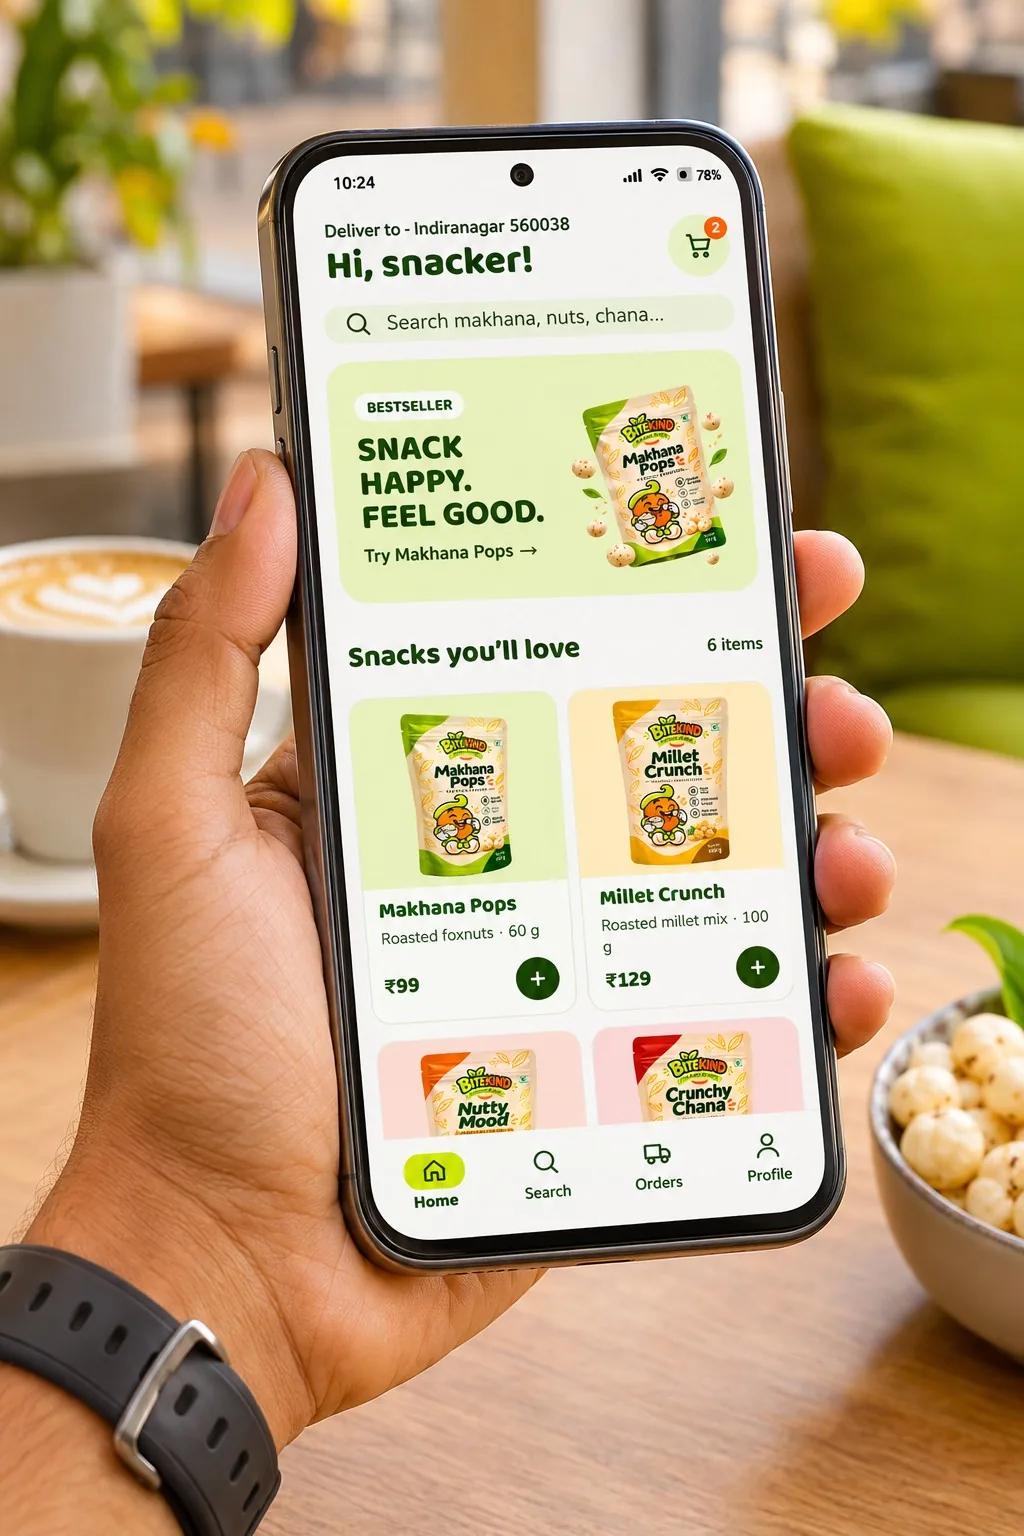 10:24
78%
Deliver to - Indiranagar 560038
Hi, snacker!
2
Search makhana, nuts, chana...
BESTSELLER
SNACK
HAPPY.
FEEL GOOD.
Try Makhana Pops →
BITEKIND
Makhana
Pops
Snacks you'll love
6 items
BITEKIND
Makhana
Pops
Makhana Pops
Roasted foxnuts · 60 g
₹99
+
BITEKIND
Millet
Crunch
Millet Crunch
Roasted millet mix · 100
g
₹129
+
BITEKIND
Nutty
Mood
BITEKIND
Crunchy
Chana
Home
Search
Orders
Profile